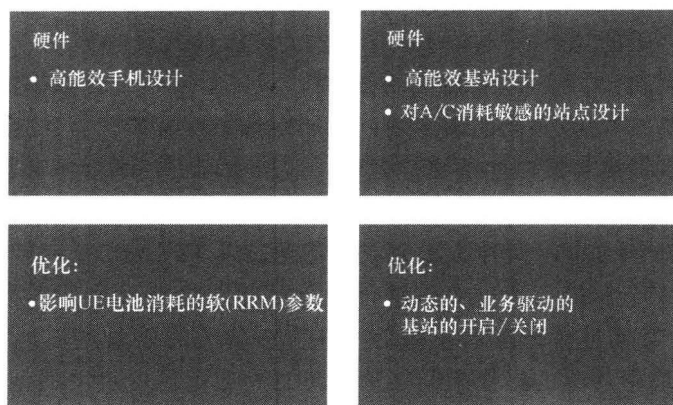 硬件
• 高能效手机设计
硬件
• 高能效基站设计
• 对A/C消耗敏感的站点设计
优化:
•影响UE电池消耗的软(RRM)参数
优化:
• 动态的、业务驱动的
基站的开启/关闭